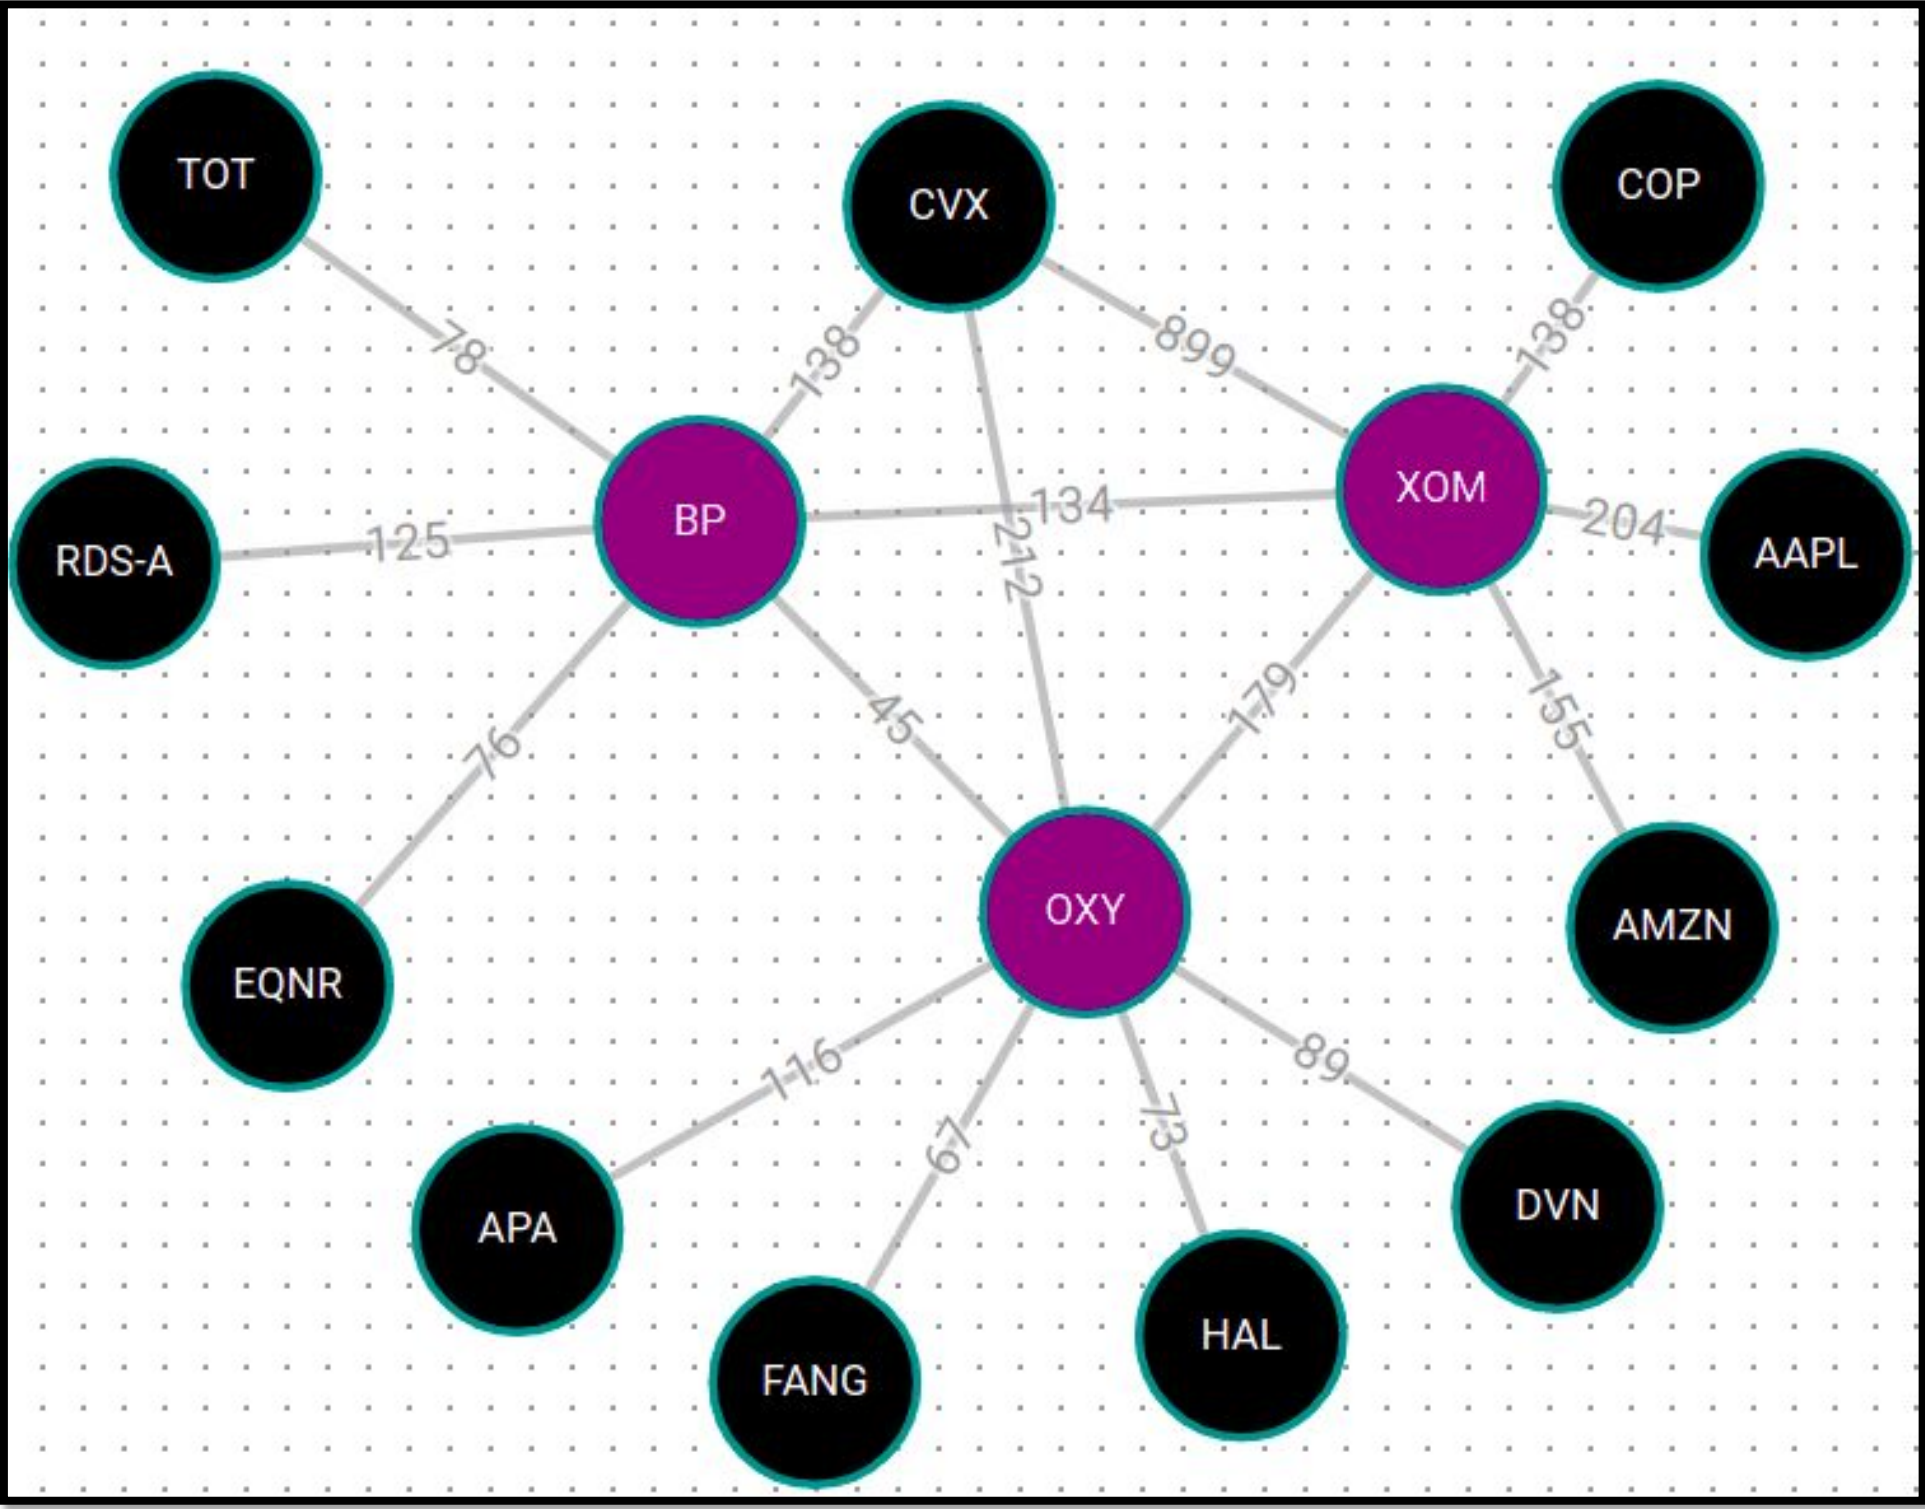 TOT
CVX
COP
78
138
899
138
BP
134
XOM
204
AAPL
RDS-A
125
212
45
179
155
76
OXY
AMZN
EQNR
116
67
73
89
APA
FANG
HAL
DVN